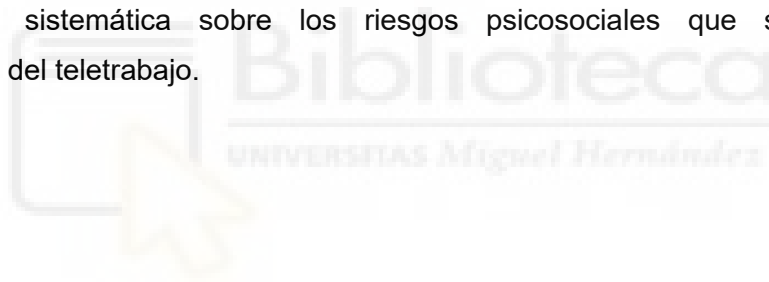 sistemática sobre los riesgos psicosociales que s
del teletrabajo.
Biblioteca
UNIVERSITAS Miguel Hernández